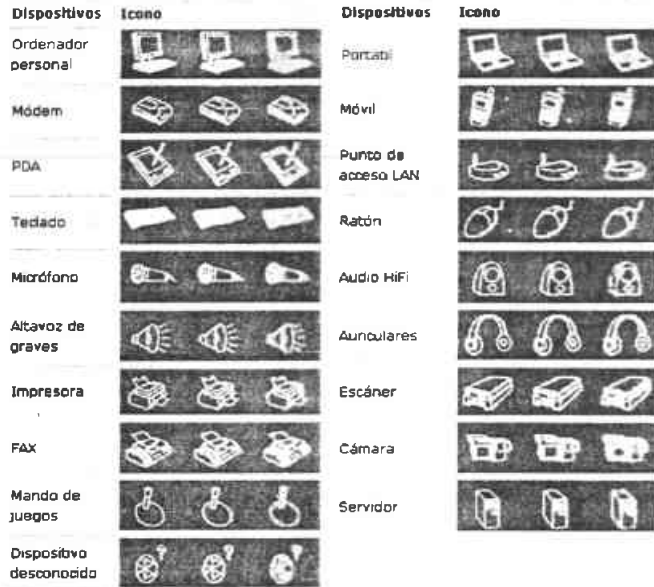 Dispositivos Icono
Ordenador
personal
Módem
PDA
Teclado
Micrófono
Altavoz de
graves
Impresora
FAX
Mando de
juegos
Dispositivo
desconocido
Dispositivos Icono
Portatil
Móvil
Punto de
acceso LAN
Ratón
Audio HiFi
Auriculares
Escáner
Cámara
Servidor